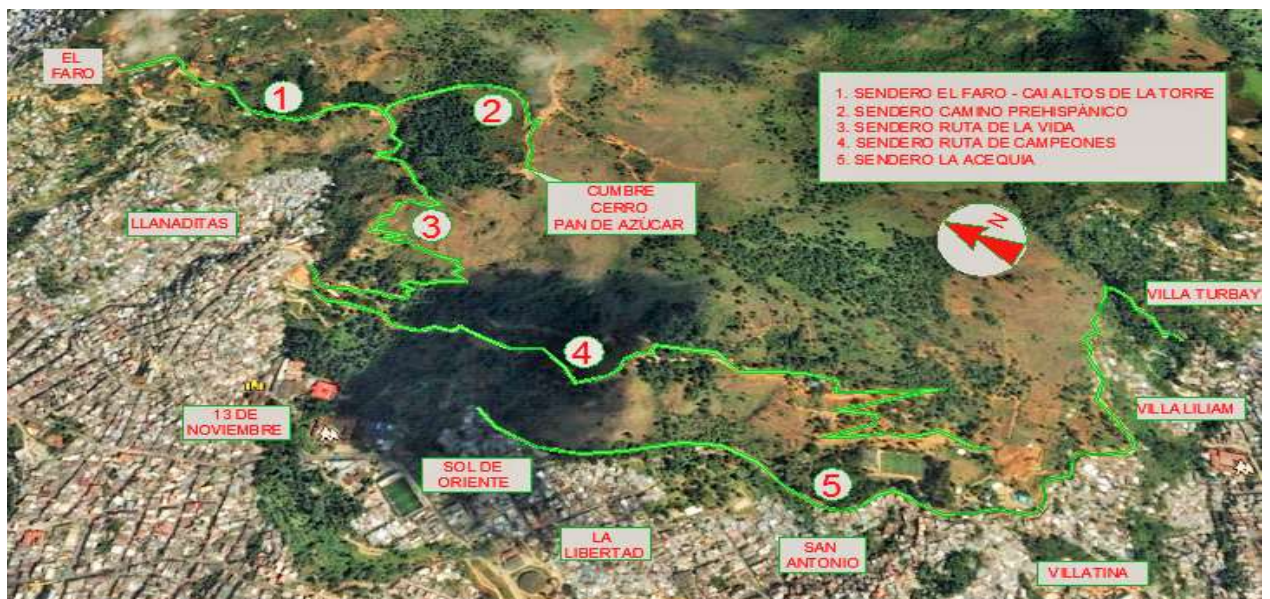 EL
FARO
1
2
1. SENDERO EL FARO - CAI ALTOS DE LA TORRE
2. SENDERO CAMINO PREHISPÀNICO
3. SENDERO RUTA DE LA VIDA
4. SENDERO RUTA DE CAMPEONES
5. SENDERO LA ACEQUIA
CUMBRE
CERRO
PAN DE AZÙCAR
LLANADITAS
3
N
VILLA TURBAY
4
13 DE
NOVIEMBRE
VILLA LILIAM
SOL DE
ORIENTE
5
LA
LIBERTAD
SAN
ANTONIO
VILLATINA